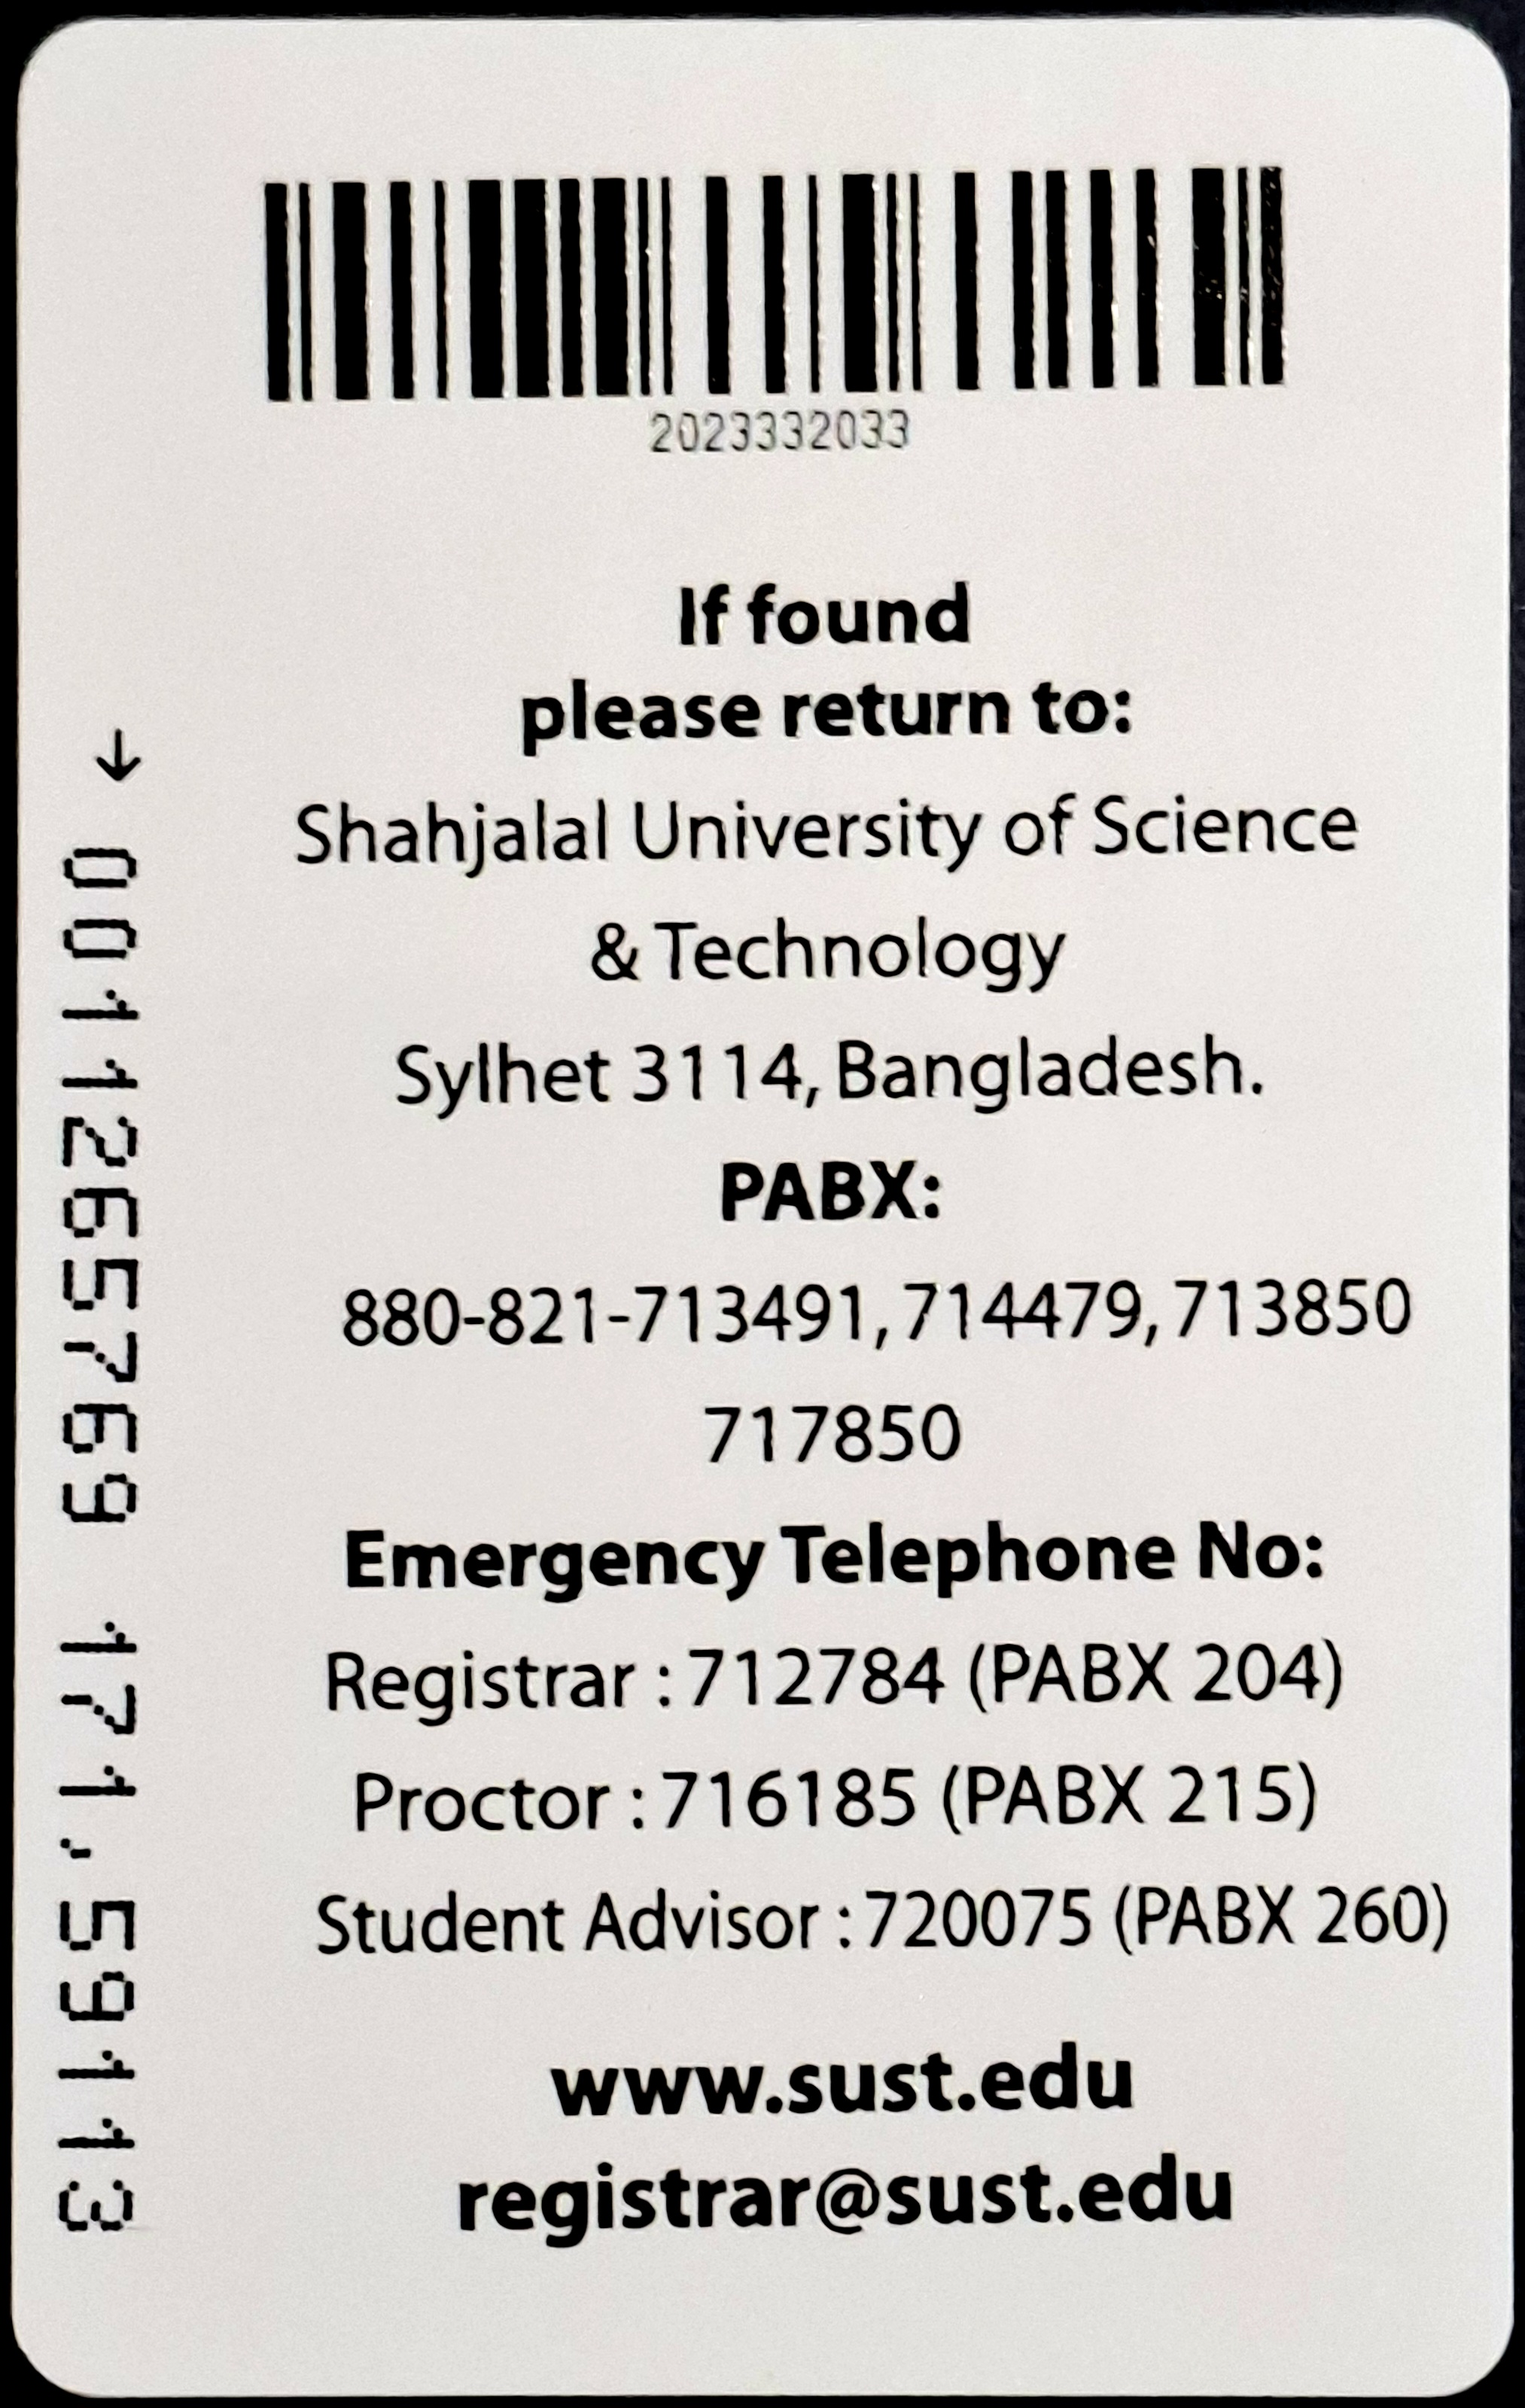 2023332033
If found
please return to:
Shahjalal University of Science
& Technology
Sylhet 3114, Bangladesh.
PABX:
880-821-713491, 714479, 713850
717850
Emergency Telephone No:
Registrar : 712784 (PABX 204)
Proctor : 716185 (PABX 215)
Student Advisor : 720075 (PABX 260)
www.sust.edu
registrar@sust.edu
→ 0011265769 171,59113